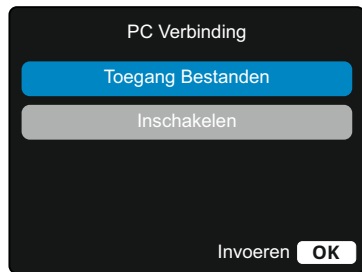 PC Verbinding
Toegang Bestanden
Inschakelen
Invoeren OK